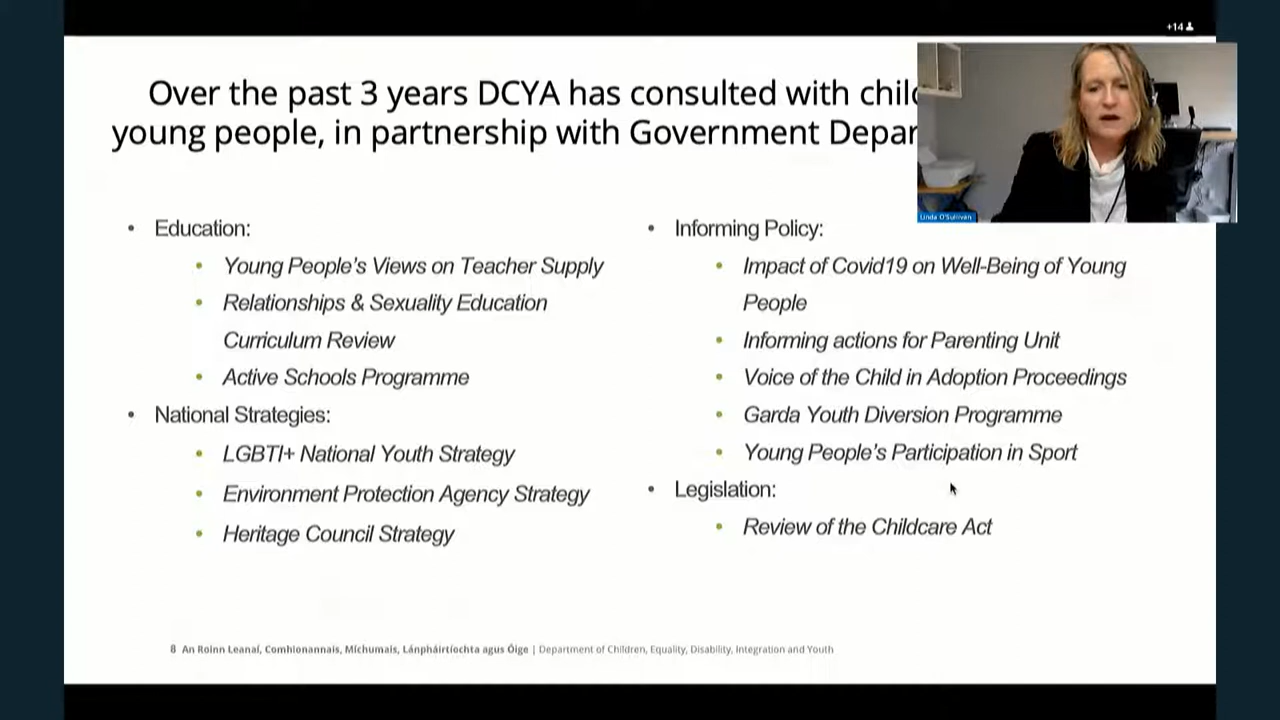 +14
Over the past 3 years DCYA has consulted with
young people, in partnership with Government
Linda O'Sullivan
Education:
Young People's Views on Teacher Supply
Relationships & Sexuality Education
Curriculum Review
Active Schools Programme
National Strategies:
LGBTI+ National Youth Strategy
Environment Protection Agency Strategy
Heritage Council Strategy
Informing Policy:
Impact of Covid19 on Well-Being of Young
People
Informing actions for Parenting Unit
Voice of the Child in Adoption Proceedings
Garda Youth Diversion Programme
Young People's Participation in Sport
Legislation:
Review of the Childcare Act
8 An Roinn Leanaí, Comhionannais, Míchumais, Lánpháirtíochta agus Óige | Department of Children, Equality, Disability, Integration and Youth